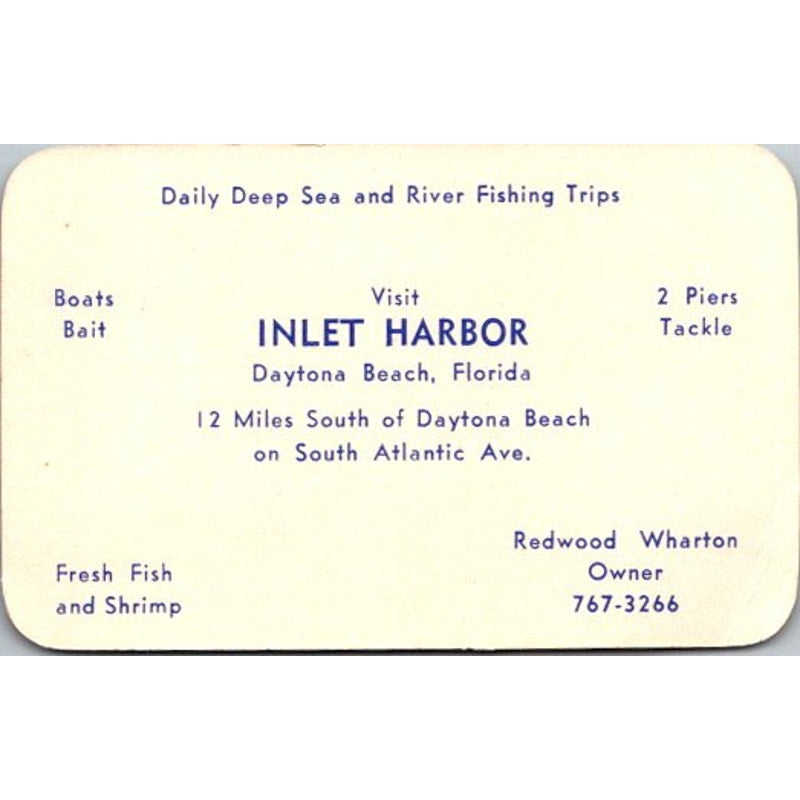 Daily Deep Sea and River Fishing Trips
Boats
Bait
Visit
INLET HARBOR
Daytona Beach, Florida
2 Piers
Tackle
12 Miles South of Daytona Beach
on South Atlantic Ave.
Fresh Fish
and Shrimp
Redwood Wharton
Owner
767-3266